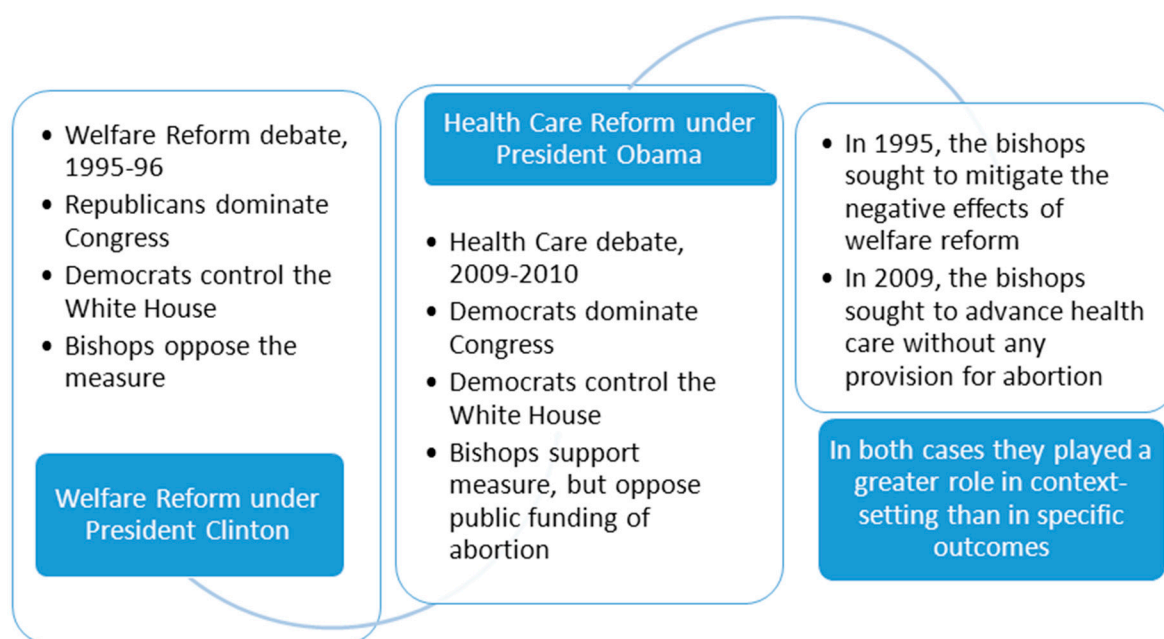 • Welfare Reform debate,
1995-96
• Republicans dominate
Congress
• Democrats control the
White House
• Bishops oppose the
measure
Welfare Reform under
President Clinton
Health Care Reform under
President Obama
• Health Care debate,
2009-2010
• Democrats dominate
Congress
• Democrats control the
White House
• Bishops support
measure, but oppose
public funding of
abortion
• In 1995, the bishops
sought to mitigate the
negative effects of
welfare reform
• In 2009, the bishops
sought to advance health
care without any
provision for abortion
In both cases they played a
greater role in context-
setting than in specific
outcomes